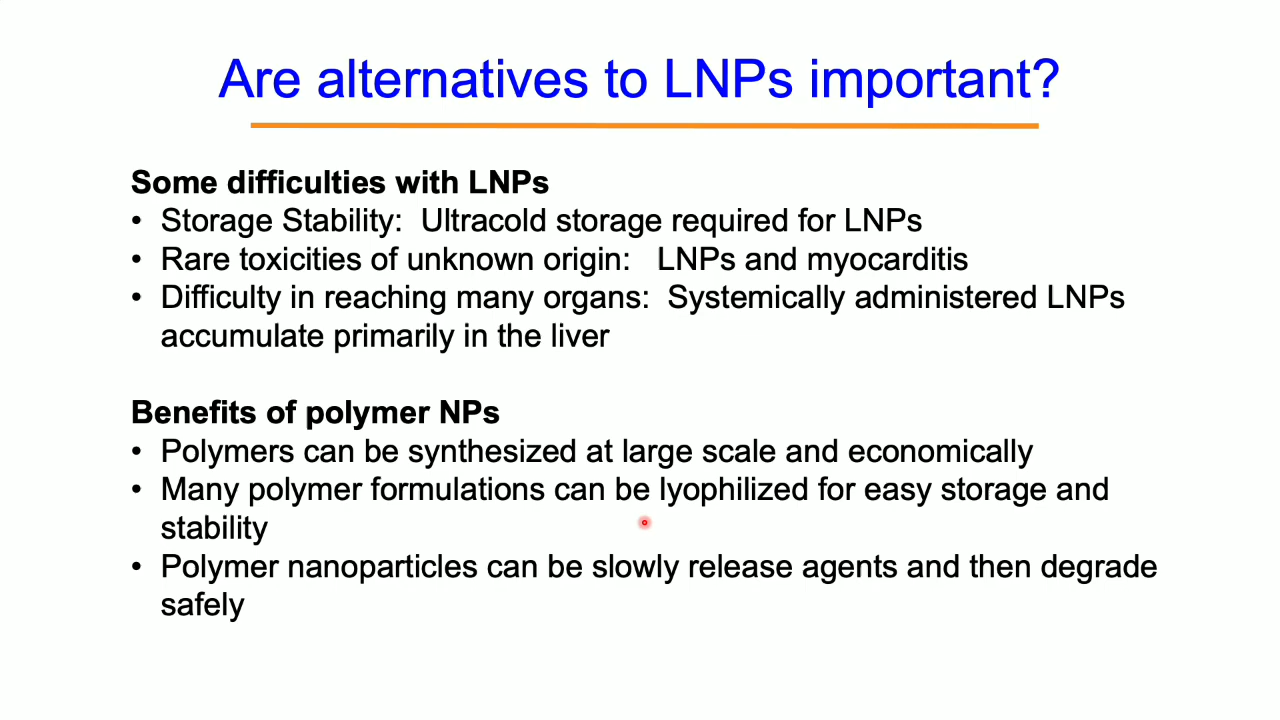 Are alternatives to LNPs important?
Some difficulties with LNPs
• Storage Stability:  Ultracold storage required for LNPs
• Rare toxicities of unknown origin:   LNPs and myocarditis
• Difficulty in reaching many organs:  Systemically administered LNPs
accumulate primarily in the liver
Benefits of polymer NPs
• Polymers can be synthesized at large scale and economically
• Many polymer formulations can be lyophilized for easy storage and
stability
• Polymer nanoparticles can be slowly release agents and then degrade
safely